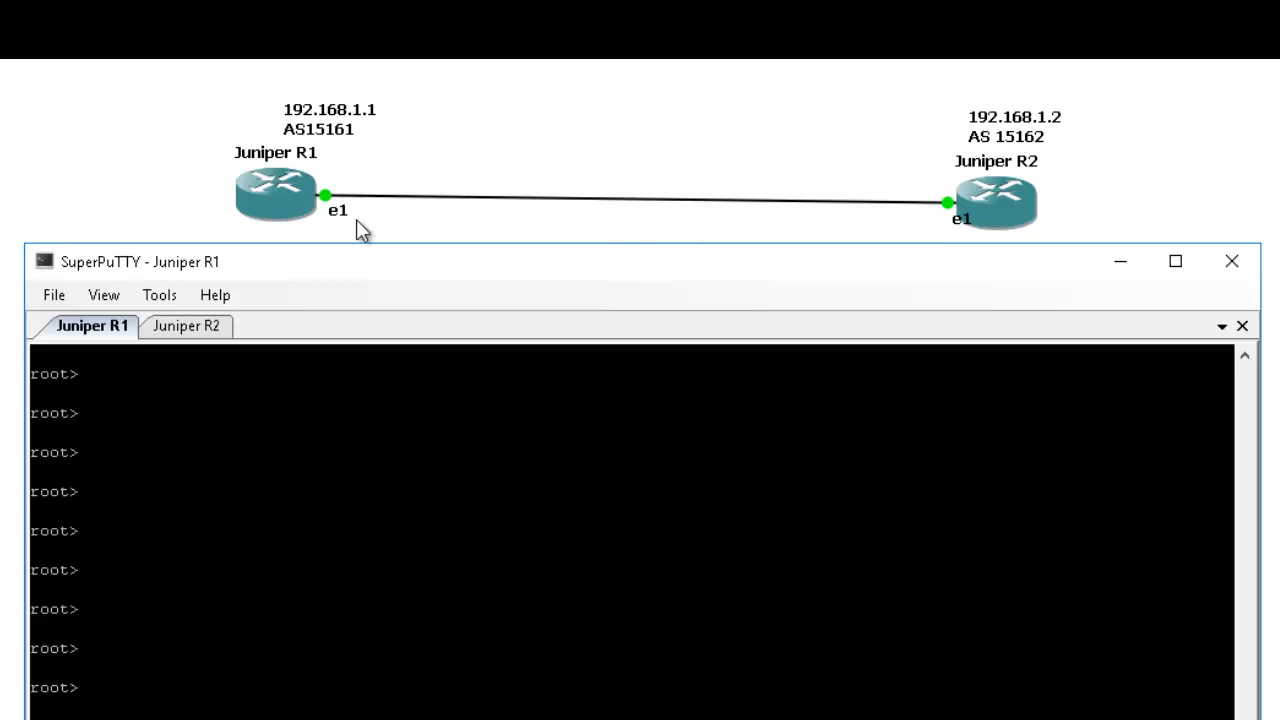 192.168.1.1
AS15161
Juniper R1
e1
192.168.1.2
AS 15162
Juniper R2
e1
SuperPuTTY - Juniper R1
File View Tools Help
Juniper R1 Juniper R2
root>
root>
root>
root>
root>
root>
root>
root>
root>